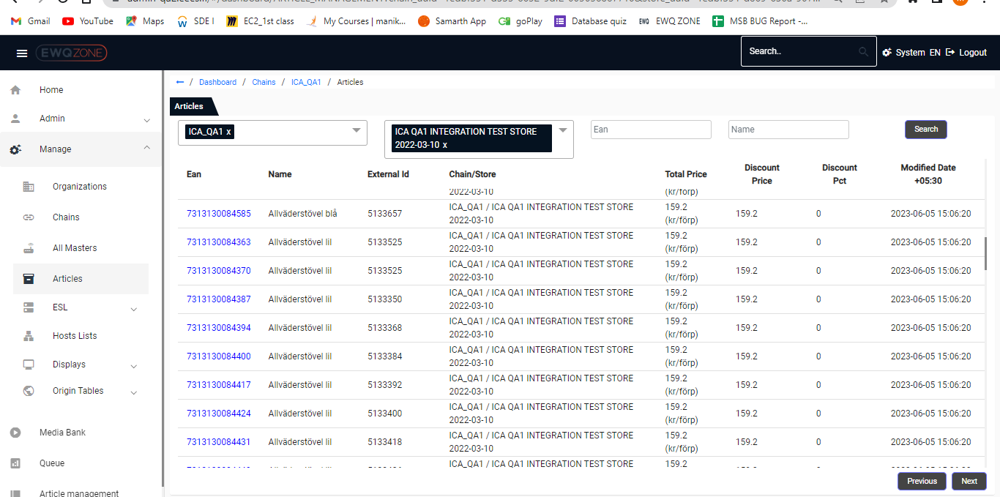 Gmail YouTube Maps SDE I EC2_1st class My Courses | manik... Samarth App goPlay Database quiz EWQ ZONE MSB BUG Report -...
EWQZONE Search.. System EN Logout
← / Dashboard / Chains / ICA_QA1 / Articles
Home
Admin
Manage
Organizations
Chains
All Masters
Articles
ESL
Hosts Lists
Displays
Origin Tables
Media Bank
Queue
Article management
Articles
ICA_QA1 x
ICA QA1 INTEGRATION TEST STORE
2022-03-10 x
Ean Name Search
Ean Name External Id Chain/Store Total Price Discount Price Discount Pct Modified Date +05:30
2022-03-10 (kr/förp)
7313130084585 Allväderstövel blå 5133657 ICA_QA1 / ICA QA1 INTEGRATION TEST STORE 159.2 159.2 0 2023-06-05 15:06:20
2022-03-10 (kr/förp)
7313130084363 Allväderstövel lil 5133525 ICA_QA1 / ICA QA1 INTEGRATION TEST STORE 159.2 159.2 0 2023-06-05 15:06:20
2022-03-10 (kr/förp)
7313130084370 Allväderstövel lil 5133525 ICA_QA1 / ICA QA1 INTEGRATION TEST STORE 159.2 159.2 0 2023-06-05 15:06:20
2022-03-10 (kr/förp)
7313130084387 Allväderstövel lil 5133350 ICA_QA1 / ICA QA1 INTEGRATION TEST STORE 159.2 159.2 0 2023-06-05 15:06:20
2022-03-10 (kr/förp)
7313130084394 Allväderstövel lil 5133368 ICA_QA1 / ICA QA1 INTEGRATION TEST STORE 159.2 159.2 0 2023-06-05 15:06:20
2022-03-10 (kr/förp)
7313130084400 Allväderstövel lil 5133384 ICA_QA1 / ICA QA1 INTEGRATION TEST STORE 159.2 159.2 0 2023-06-05 15:06:20
2022-03-10 (kr/förp)
7313130084417 Allväderstövel lil 5133392 ICA_QA1 / ICA QA1 INTEGRATION TEST STORE 159.2 159.2 0 2023-06-05 15:06:20
2022-03-10 (kr/förp)
7313130084424 Allväderstövel lil 5133400 ICA_QA1 / ICA QA1 INTEGRATION TEST STORE 159.2 159.2 0 2023-06-05 15:06:20
2022-03-10 (kr/förp)
7313130084431 Allväderstövel lil 5133418 ICA_QA1 / ICA QA1 INTEGRATION TEST STORE 159.2 159.2 0 2023-06-05 15:06:20
2022-03-10 (kr/förp)
ICA_QA1 / ICA QA1 INTEGRATION TEST STORE 159.2
Previous Next